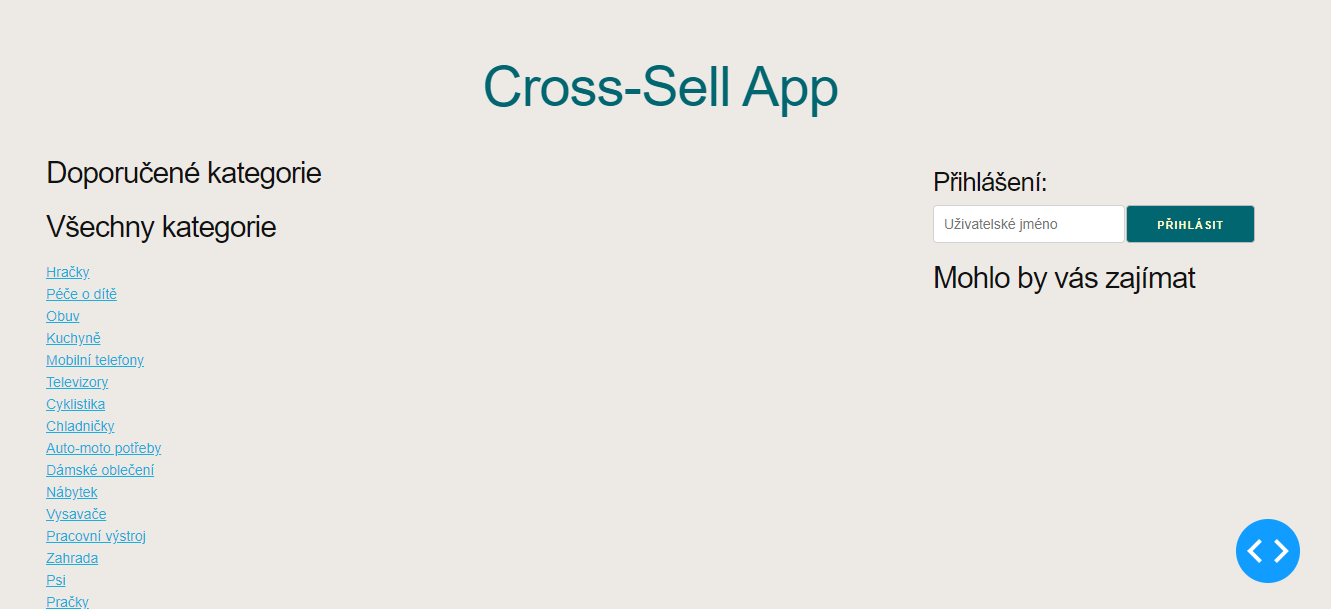 Cross-Sell App
Doporučené kategorie
Všechny kategorie
Hračky
Péče o dítě
Obuv
Kuchyně
Mobilní telefony
Televizory
Cyklistika
Chladničky
Auto-moto potřeby
Dámské oblečení
Nábytek
Vysavače
Pracovní výstroj
Zahrada
Psi
Pračky
Přihlášení:
Uživatelské jméno
PŘIHLÁSIT
Mohlo by vás zajímat